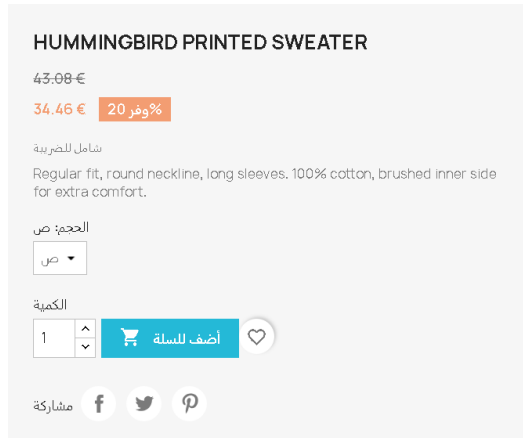 HUMMINGBIRD PRINTED SWEATER
43.08 €
34.46 € وفر 20%
شامل للضريبة
Regular fit, round neckline, long sleeves. 100% cotton, brushed inner side
for extra comfort.
الحجم: ص
ص
الكمية
1 أضف للسلة
مشاركة